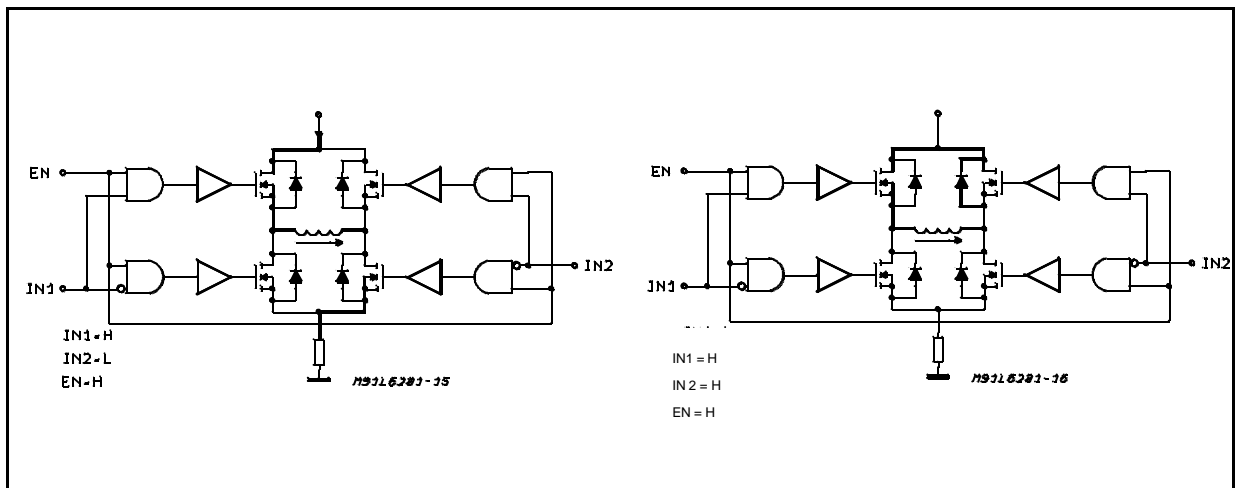 EN
IN1
IN2
IN1=H
IN2=L
EN=H
M91L6281-15
EN
IN1
IN2
IN1 = H
IN 2 = H
EN = H
M91L6281-16